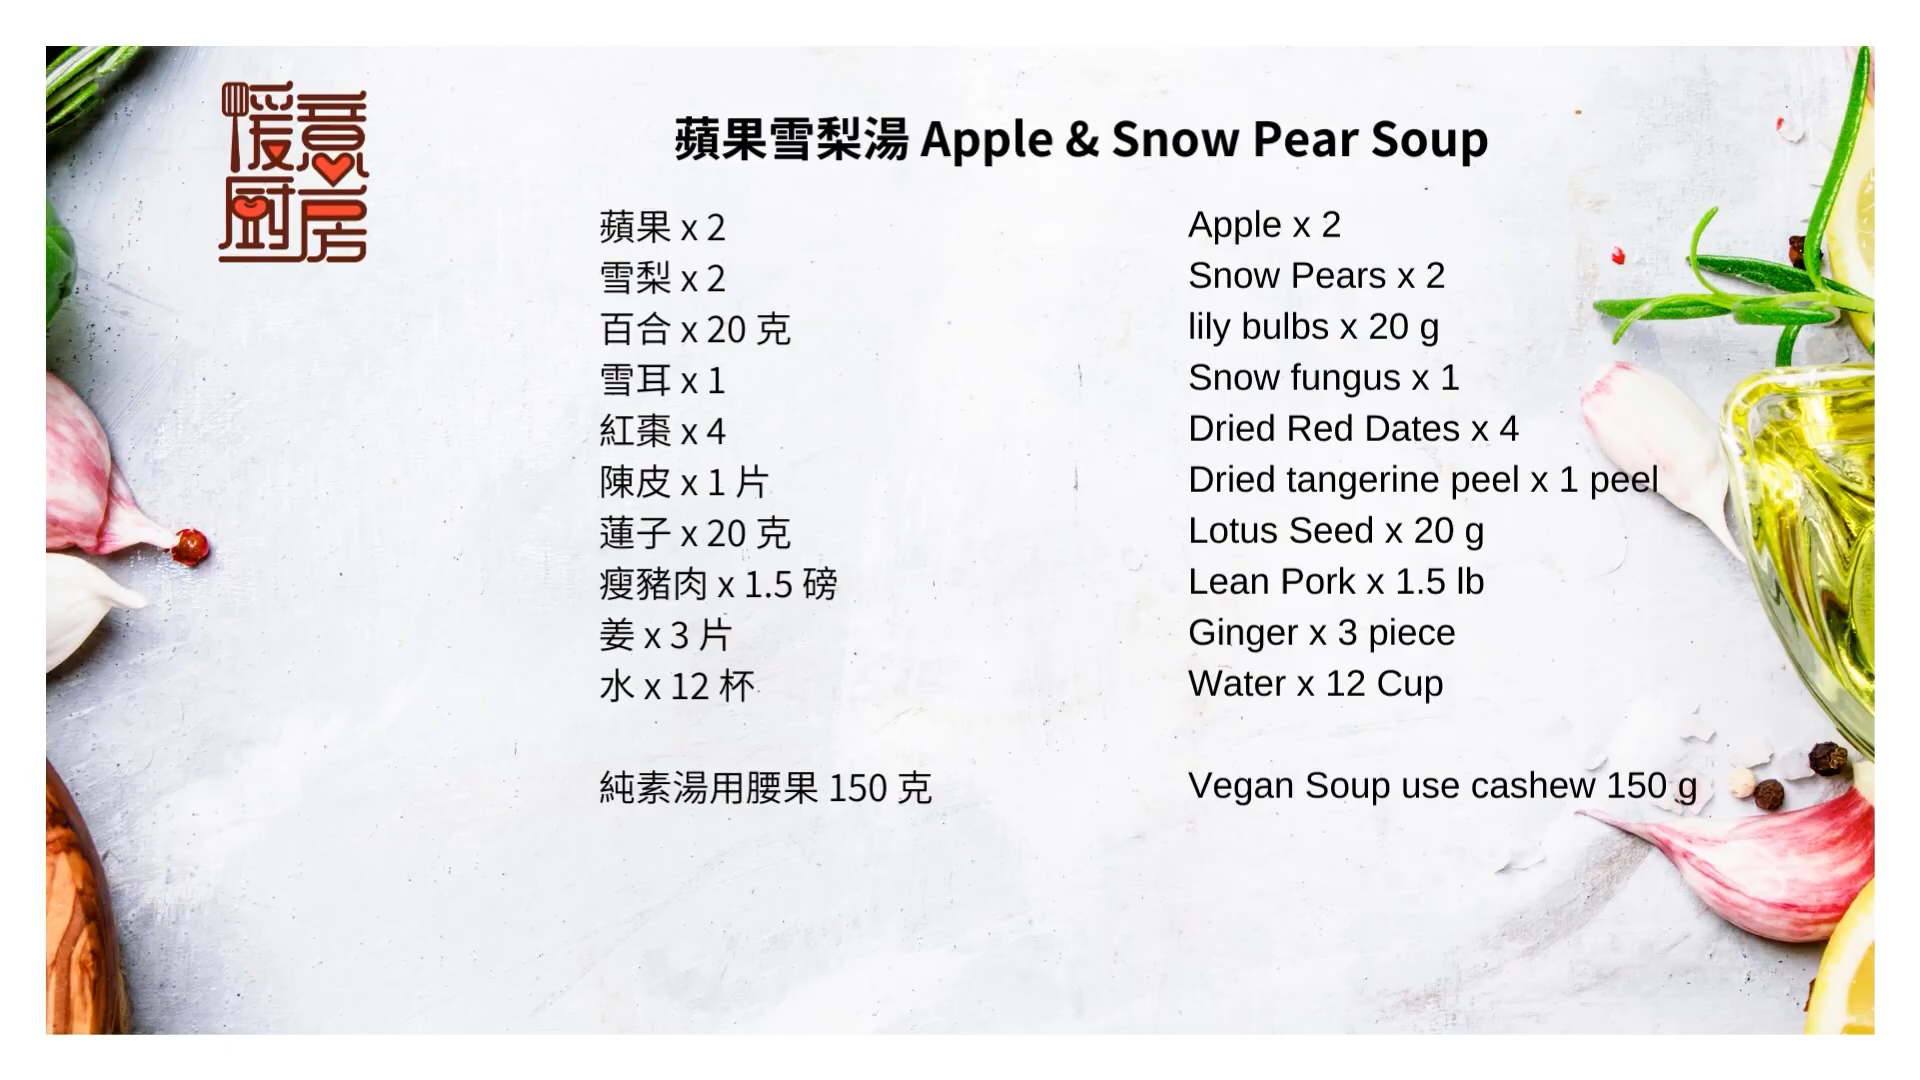 暖意
厨房
蘋果雪梨湯 Apple & Snow Pear Soup
蘋果 x 2
雪梨 x 2
百合 x 20 克
雪耳 x 1
紅棗 x 4
陳皮 x 1 片
蓮子 x 20 克
瘦豬肉 x 1.5 磅
姜 x 3 片
水 x 12 杯
純素湯用腰果 150 克
Apple x 2
Snow Pears x 2
lily bulbs x 20 g
Snow fungus x 1
Dried Red Dates x 4
Dried tangerine peel x 1 peel
Lotus Seed x 20 g
Lean Pork x 1.5 lb
Ginger x 3 piece
Water x 12 Cup
Vegan Soup use cashew 150 g